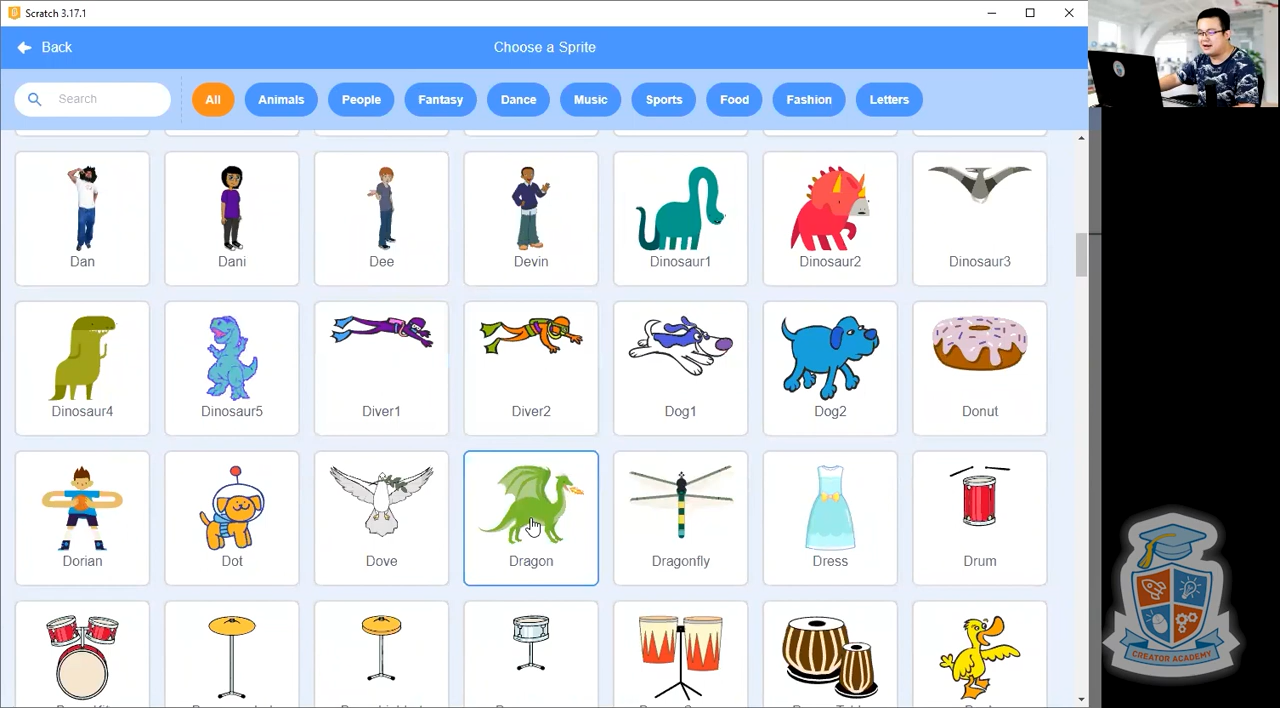 Scratch 3.17.1
Back
Choose a Sprite
Search
All
Animals
People
Fantasy
Dance
Music
Sports
Food
Fashion
Letters
Dan
Dani
Dee
Devin
Dinosaur1
Dinosaur2
Dinosaur3
Dinosaur4
Dinosaur5
Diver1
Diver2
Dog1
Dog2
Donut
Dorian
Dot
Dove
Dragon
Dragonfly
Dress
Drum
CREATOR ACADEMY